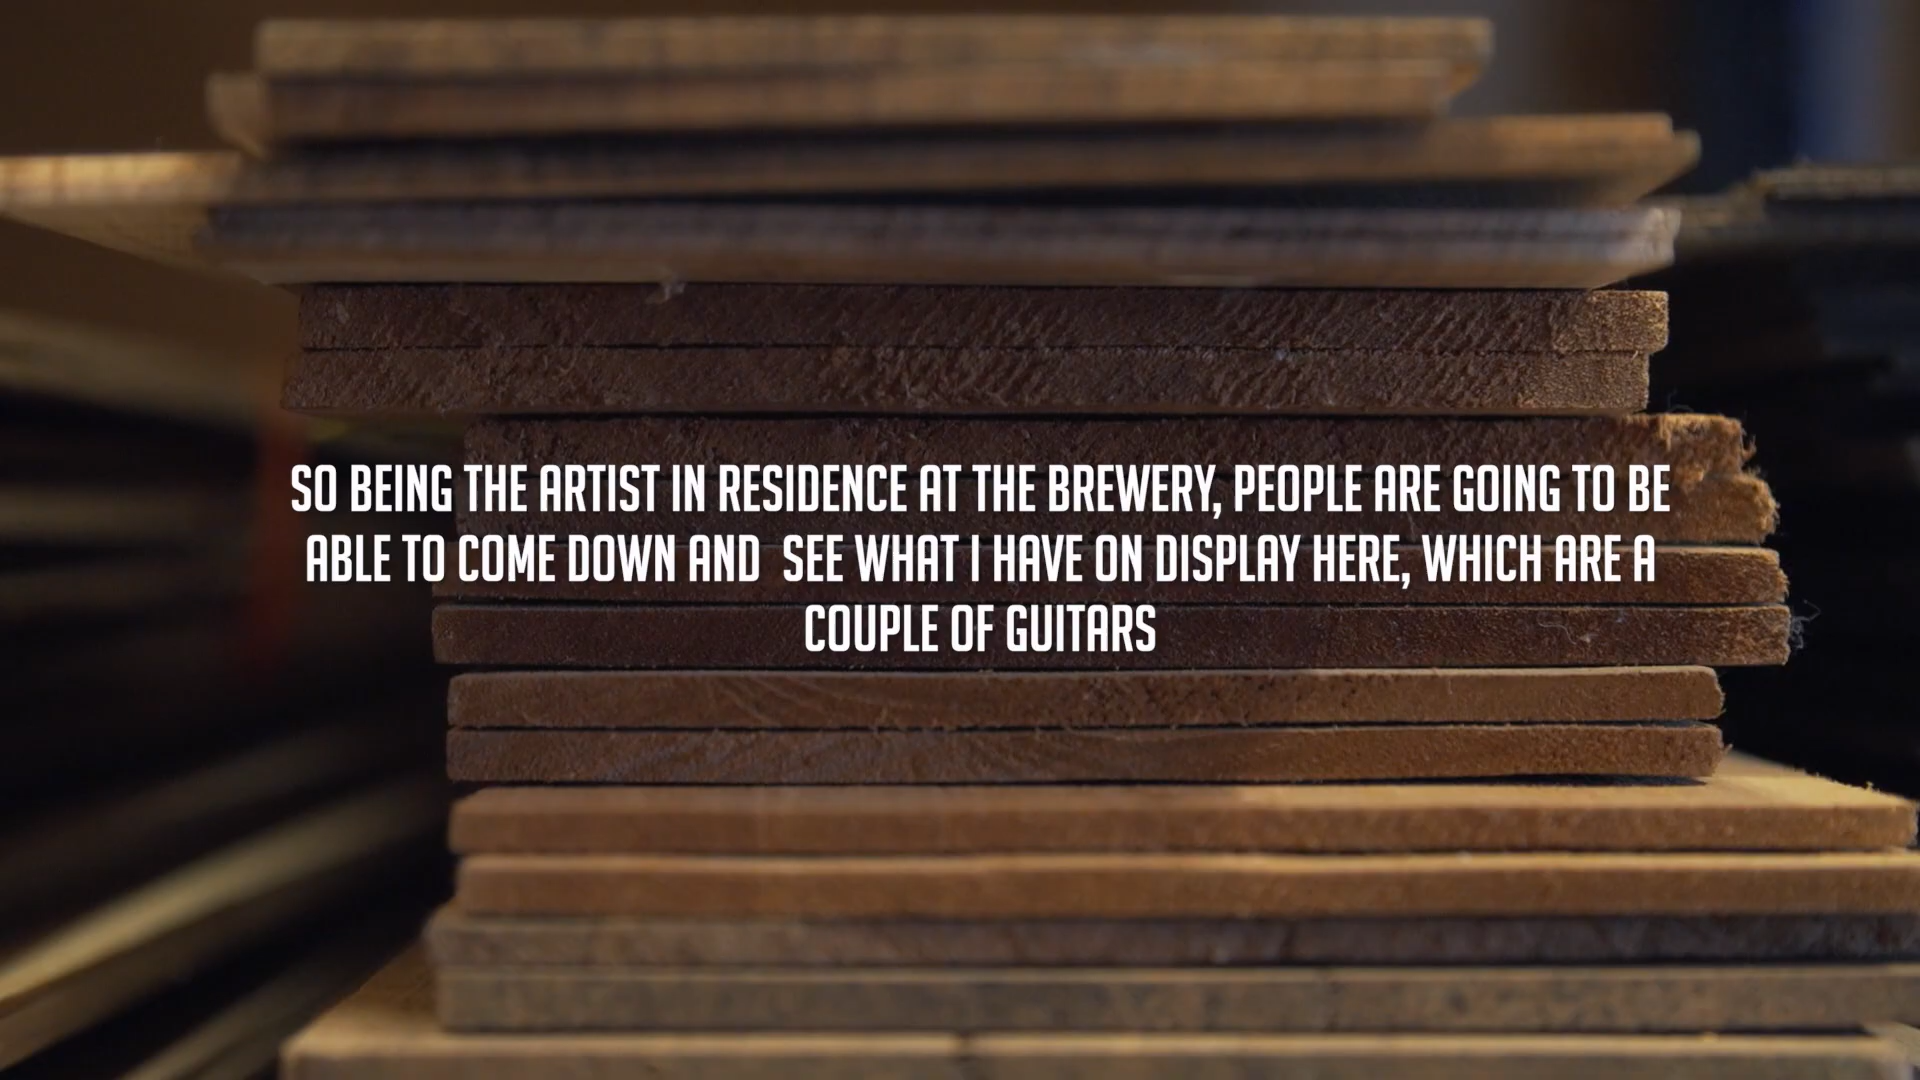 SO BEING THE ARTIST IN RESIDENCE AT THE BREWERY, PEOPLE ARE GOING TO BE
ABLE TO COME DOWN AND  SEE WHAT I HAVE ON DISPLAY HERE, WHICH ARE A
COUPLE OF GUITARS